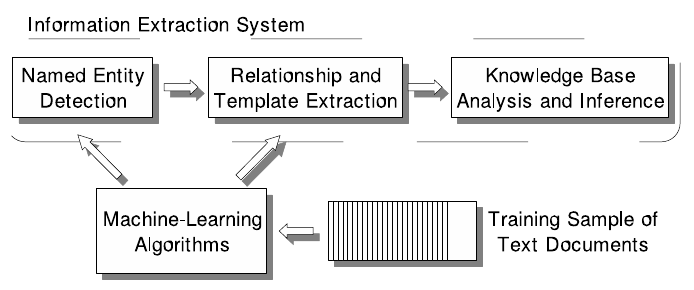 Information Extraction System
Named Entity
Detection
Relationship and
Template Extraction
Knowledge Base
Analysis and Inference
Machine-Learning
Algorithms
Training Sample of
Text Documents